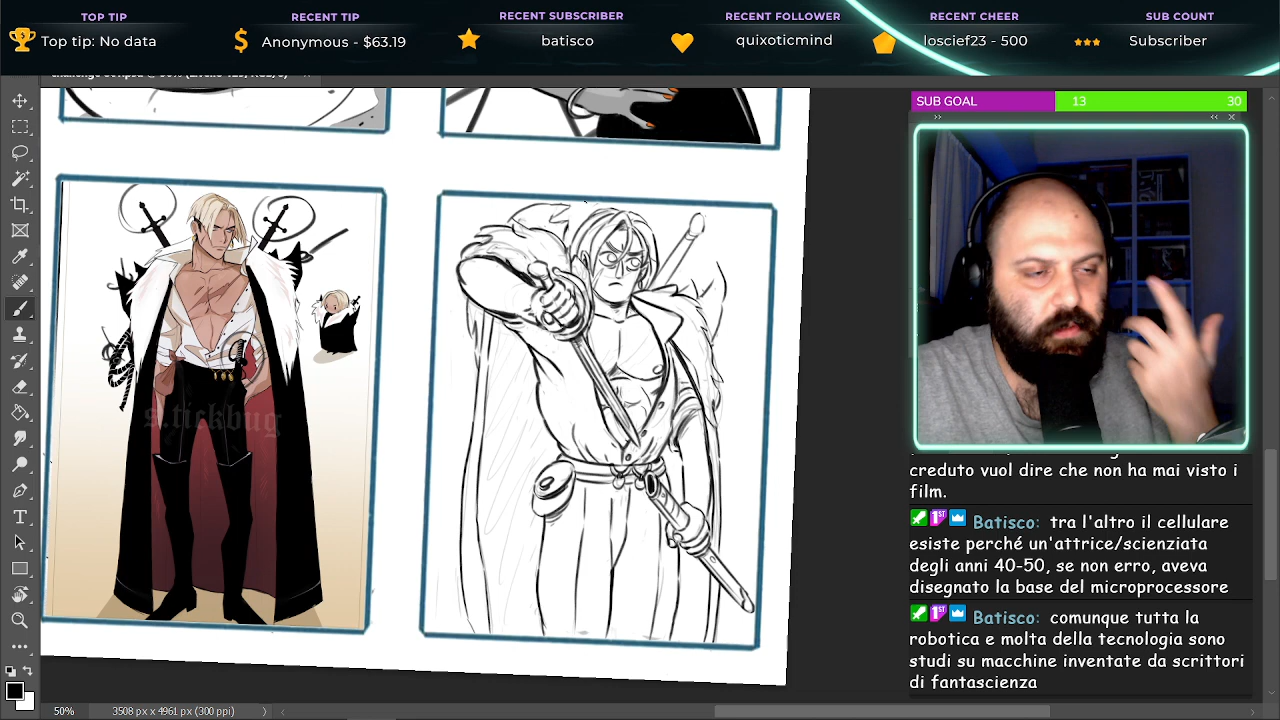 TOP TIP
Top tip: No data
RECENT TIP
Anonymous - $63.19
RECENT SUBSCRIBER
batisco
RECENT FOLLOWER
quixoticmind
RECENT CHEER
loscief23 - 500
SUB COUNT
Subscriber
SUB GOAL
13
30
s.tickbug
creduto vuol dire che non ha mai visto i
film.
Batisco: tra l'altro il cellulare
esiste perché un'attrice/scienziata
degli anni 40-50, se non erro, aveva
disegnato la base del microprocessore
Batisco: comunque tutta la
robotica e molta della tecnologia sono
studi su macchine inventate da scrittori
di fantascienza
50%
3508 px x 4961 px (300 ppi)